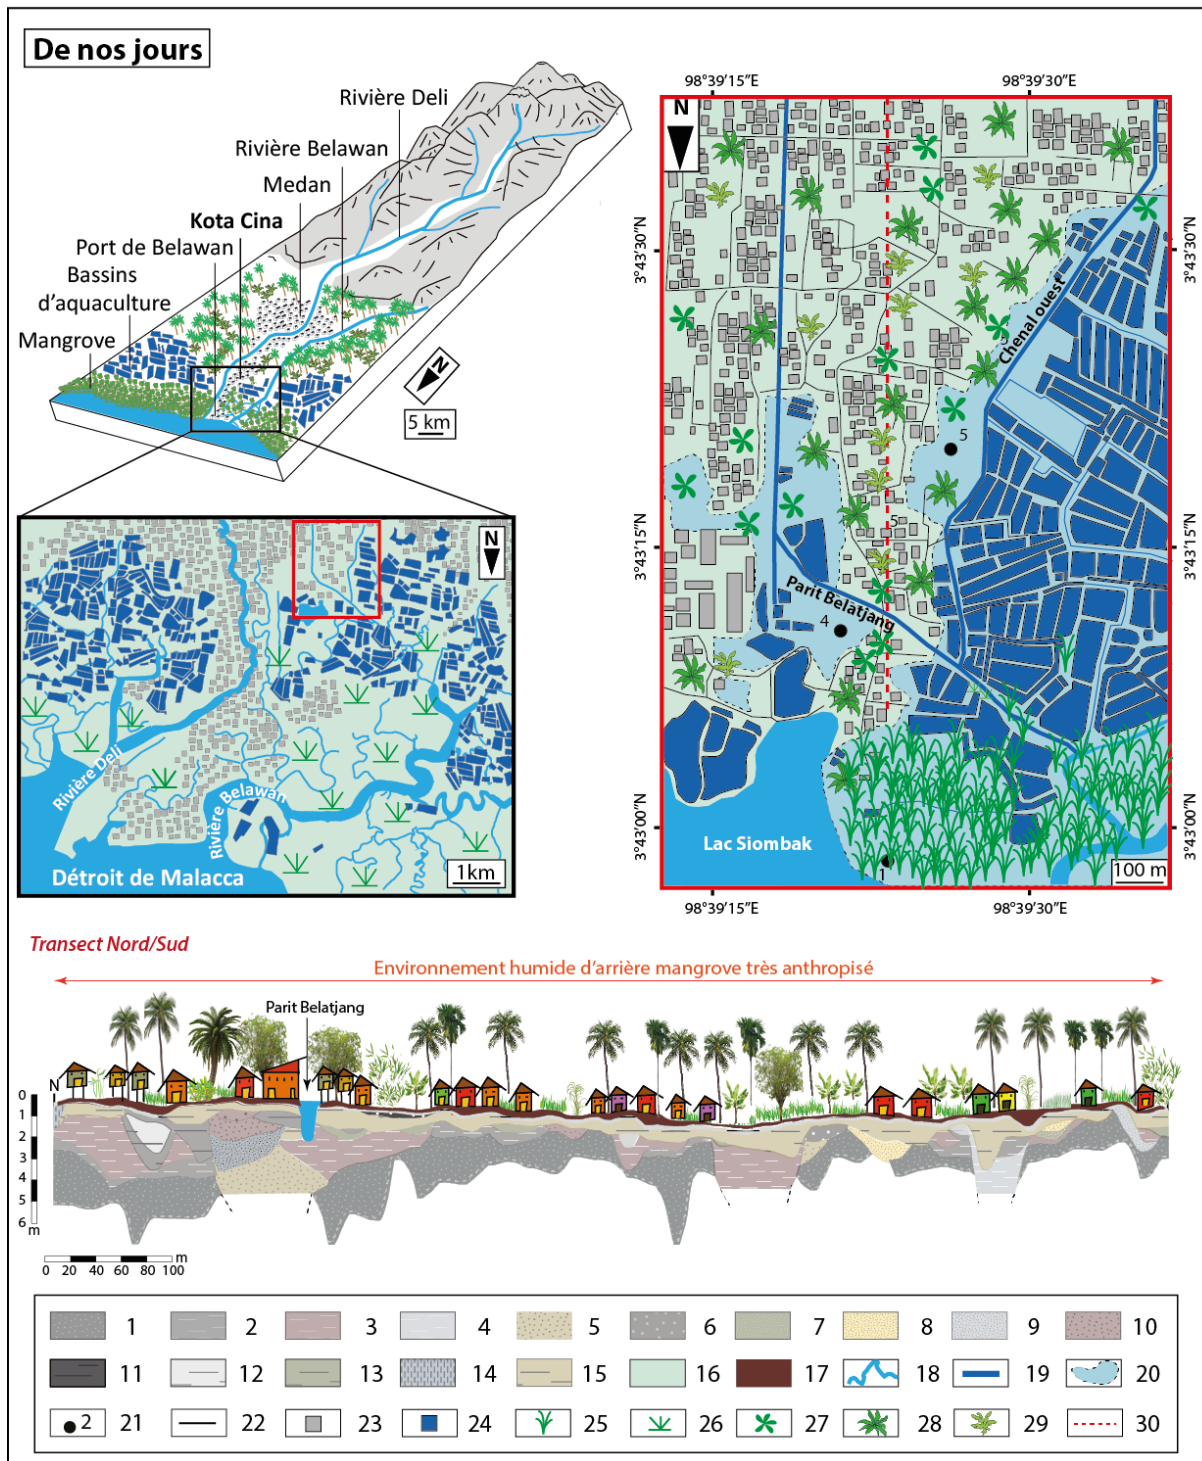 De nos jours
Rivière Deli
Rivière Belawan
Medan
Kota Cina
Port de Belawan
Bassins
d'aquaculture
Mangrove
N
5 km
N
Rivière Deli
Rivière Belawan
Détroit de Malacca
1km
98°39'15"E
98°39'30"E
N
3°43'30"N
3°43'30"N
Chenal ouest
5
3°43'15"N
3°43'15"N
5
Parit Belatjang
4
3°43'00"N
3°43'00"N
Lac Siombak
1
100 m
98°39'15"E
98°39'30"E
Transect Nord/Sud
Environnement humide d'arrière mangrove très anthropisé
Parit Belatjang
N
S
0
1
2
3
4
5
6
m
m
0 20 40 60 80 100
1 2 3 4 5 6 7 8 9 10
11 12 13 14 15 16 17 18 19 20
2 21 22 23 24 25 26 27 28 29 30